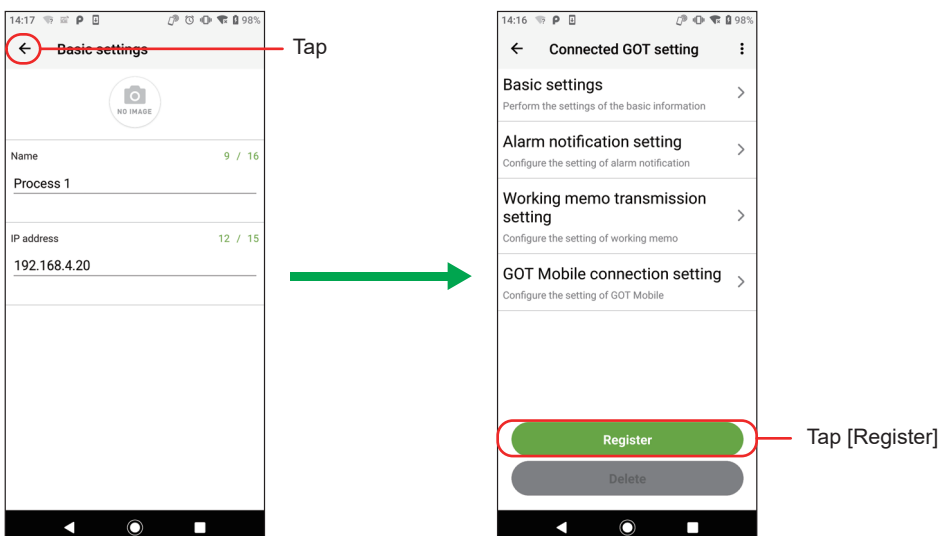 14:17 P 98%
Basic settings
Tap
NO IMAGE
Name 9 / 16
Process 1
IP address 12 / 15
192.168.4.20
14:16 P 98%
Connected GOT setting
Basic settings
Perform the settings of the basic information
Alarm notification setting
Configure the setting of alarm notification
Working memo transmission
setting
Configure the setting of working memo
GOT Mobile connection setting
Configure the setting of GOT Mobile
Register
Tap [Register]
Delete